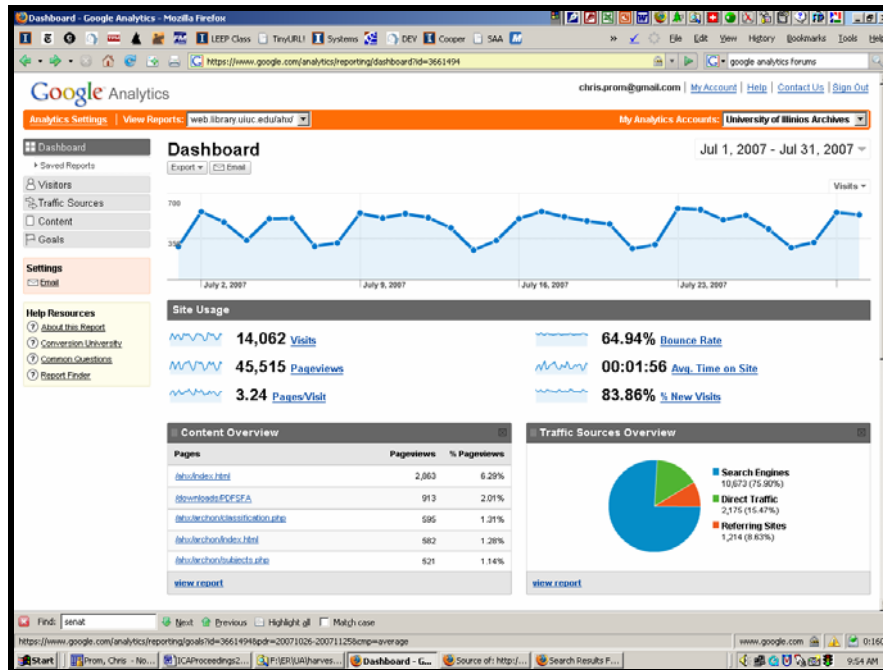 Dashboard - Google Analytics - Mozilla Firefox
LEEP Class TinyURL! Systems DEV Cooper SAA » File Edit View History Bookmarks Tools Help
https://www.google.com/analytics/reporting/dashboard?id=3661494 google analytics forums
Google Analytics
chris.prom@gmail.com | My Account | Help | Contact Us | Sign Out
Analytics Settings | View Reports: web.library.uiuc.edu/ahx/ My Analytics Accounts: University of Illinios Archives
Dashboard
Saved Reports
Visitors
Traffic Sources
Content
Goals
Settings
Email
Help Resources
About this Report
Conversion University
Common Questions
Report Finder
Dashboard
Jul 1, 2007 - Jul 31, 2007
Export Email
Visits
700
350
July 2, 2007 July 9, 2007 July 16, 2007 July 23, 2007
Site Usage
14,062 Visits
45,515 Pageviews
3.24 Pages/Visit
64.94% Bounce Rate
00:01:56 Avg. Time on Site
83.86% % New Visits
Content Overview
Pages Pageviews % Pageviews
/ahx/index.html 2,863 6.29%
/downloads/PDFSFA 913 2.01%
/ahx/archon/classification.php 595 1.31%
/ahx/archon/index.html 582 1.28%
/ahx/archon/subjects.php 521 1.14%
view report
Traffic Sources Overview
Search Engines
10,673 (75.90%)
Direct Traffic
2,175 (15.47%)
Referring Sites
1,214 (8.63%)
view report
Find: senat Next Previous Highlight all Match case
https://www.google.com/analytics/reporting/goals?id=3661494&pdr=20071026-20071125&cmp=average www.google.com 0:160
Start Prom, Chris - No... ICAProceedings2... F:\ER\UA\harves... Dashboard - G... Source of: http:/... Search Results F... 9:54 AM